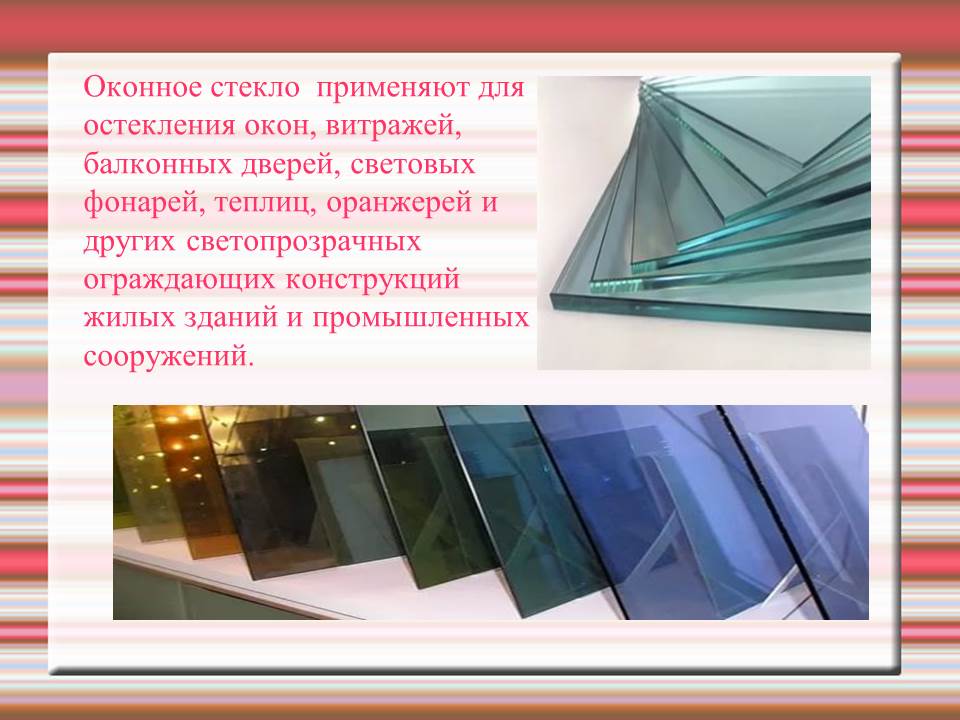 Оконное стекло  применяют для
остекления окон, витражей,
балконных дверей, световых
фонарей, теплиц, оранжерей и
других светопрозрачных
ограждающих конструкций
жилых зданий и промышленных
сооружений.